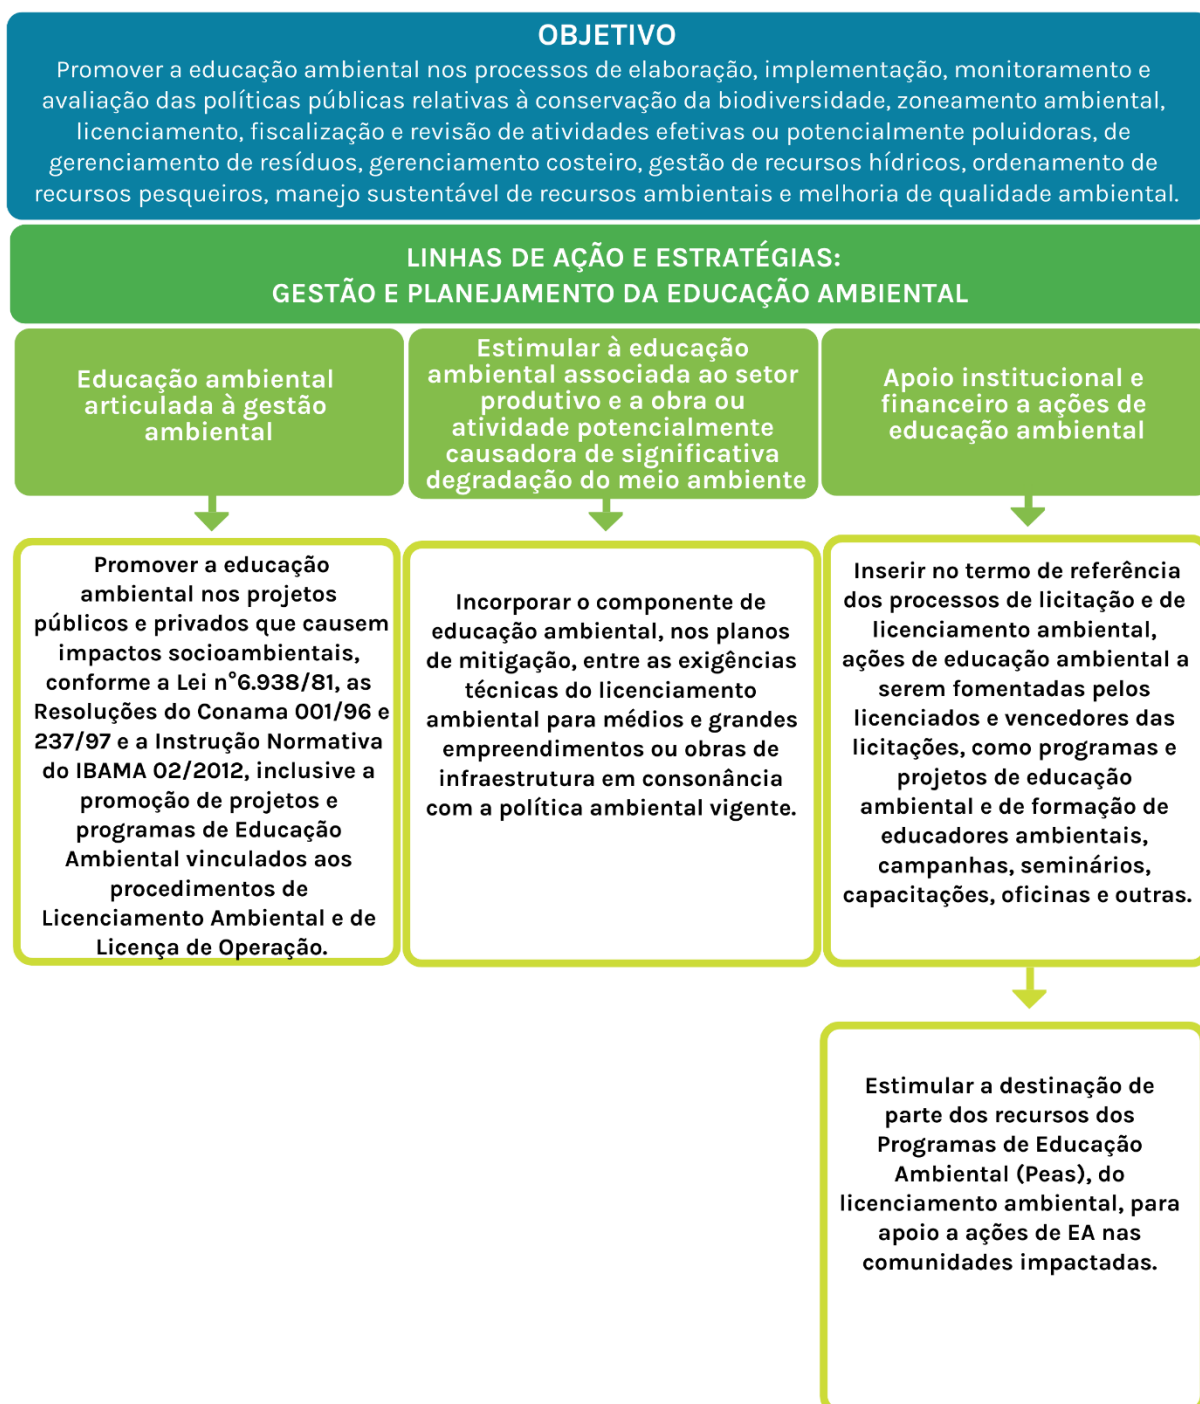 OBJETIVO
Promover a educação ambiental nos processos de elaboração, implementação, monitoramento e
avaliação das políticas públicas relativas à conservação da biodiversidade, zoneamento ambiental,
licenciamento, fiscalização e revisão de atividades efetivas ou potencialmente poluidoras, de
gerenciamento de resíduos, gerenciamento costeiro, gestão de recursos hídricos, ordenamento de
recursos pesqueiros, manejo sustentável de recursos ambientais e melhoria de qualidade ambiental.
LINHAS DE AÇÃO E ESTRATÉGIAS:
GESTÃO E PLANEJAMENTO DA EDUCAÇÃO AMBIENTAL
Educação ambiental
articulada à gestão
ambiental
Promover a educação
ambiental nos projetos
públicos e privados que causem
impactos socioambientais,
conforme a Lei n°6.938/81, as
Resoluções do Conama 001/96 e
237/97 e a Instrução Normativa
do IBAMA 02/2012, inclusive a
promoção de projetos e
programas de Educação
Ambiental vinculados aos
procedimentos de
Licenciamento Ambiental e de
Licença de Operação.
Estimular à educação
ambiental associada ao setor
produtivo e a obra ou
atividade potencialmente
causadora de significativa
degradação do meio ambiente
Incorporar o componente de
educação ambiental, nos planos
de mitigação, entre as exigências
técnicas do licenciamento
ambiental para médios e grandes
empreendimentos ou obras de
infraestrutura em consonância
com a política ambiental vigente.
Apoio institucional e
financeiro a ações de
educação ambiental
Inserir no termo de referência
dos processos de licitação e de
licenciamento ambiental,
ações de educação ambiental a
serem fomentadas pelos
licenciados e vencedores das
licitações, como programas e
projetos de educação
ambiental e de formação de
educadores ambientais,
campanhas, seminários,
capacitações, oficinas e outras.
Estimular a destinação de
parte dos recursos dos
Programas de Educação
Ambiental (Peas), do
licenciamento ambiental, para
apoio a ações de EA nas
comunidades impactadas.